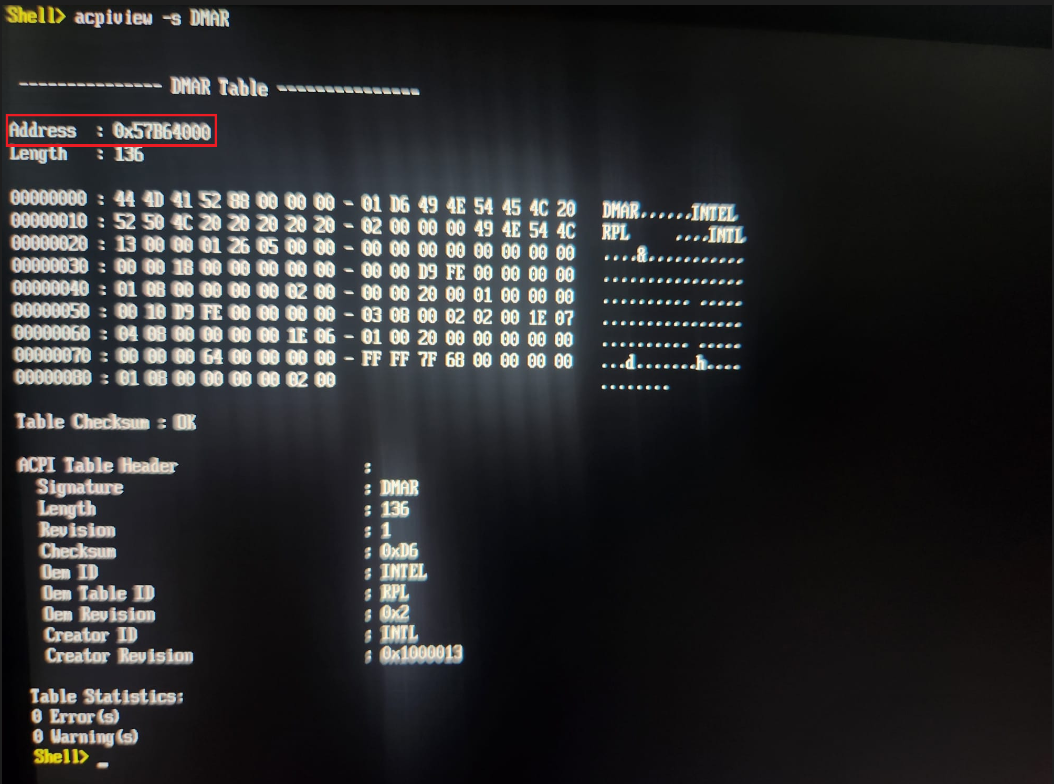 Shell> acpiview -s DMAR
--------------- DMAR Table ---------------
Address : 0x57B64000
Length : 136
00000000 : 44 4D 41 52 88 00 00 00 - 01 D6 49 4E 54 45 4C 20 DMAR......INTEL
00000010 : 52 50 4C 20 20 20 20 20 - 02 00 00 00 49 4E 54 4C RPL ....INTL
00000020 : 13 00 00 01 26 05 00 00 - 00 00 00 00 00 00 00 00 ....&...........
00000030 : 00 00 18 00 00 00 00 00 - 00 00 D9 FE 00 00 00 00 ................
00000040 : 01 08 00 00 00 00 02 00 - 00 00 20 00 01 00 00 00 .......... .....
00000050 : 00 10 D9 FE 00 00 00 00 - 03 08 00 02 02 00 1E 07 ................
00000060 : 04 08 00 00 00 00 1E 06 - 01 00 20 00 00 00 00 00 .......... .....
00000070 : 00 00 00 64 00 00 00 00 - FF FF 7F 68 00 00 00 00 ...d.......h....
00000080 : 01 08 00 00 00 00 02 00 ........
Table Checksum : OK
ACPI Table Header :
Signature : DMAR
Length : 136
Revision : 1
Checksum : 0xD6
Oem ID : INTEL
Oem Table ID : RPL
Oem Revision : 0x2
Creator ID : INTL
Creator Revision : 0x1000013
Table Statistics:
0 Error(s)
0 Warning(s)
Shell> _